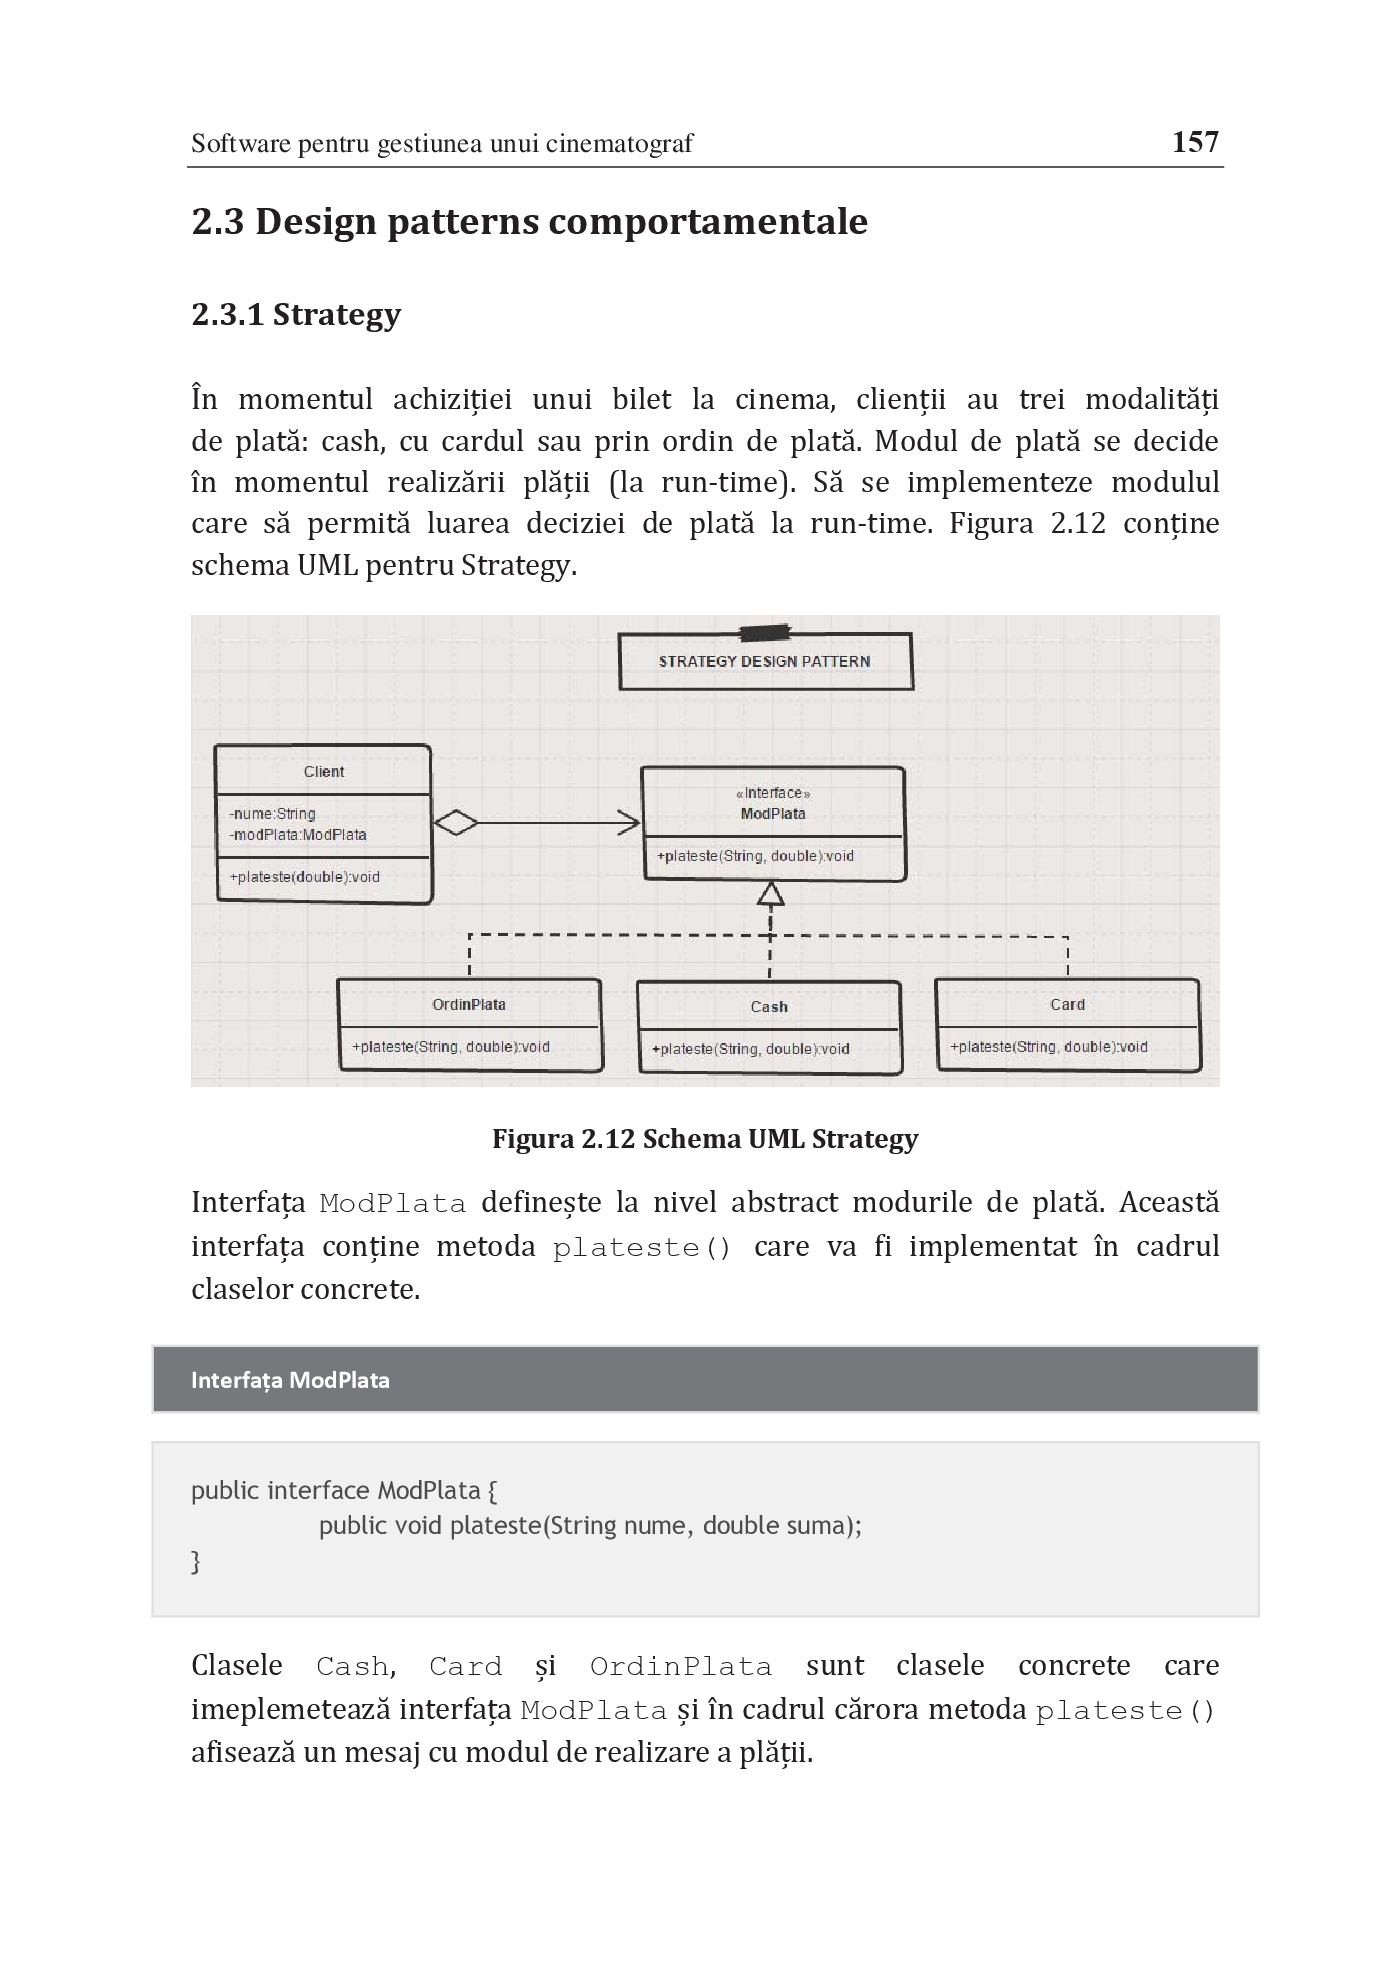 Software pentru gestiunea unui cinematograf 157
2.3 Design patterns comportamentale
2.3.1 Strategy
În momentul achiziției unui bilet la cinema, clienții au trei modalități
de plată: cash, cu cardul sau prin ordin de plată. Modul de plată se decide
în momentul realizării plății (la run-time). Să se implementeze modulul
care să permită luarea deciziei de plată la run-time. Figura 2.12 conține
schema UML pentru Strategy.
STRATEGY DESIGN PATTERN
Client
-nume:String
-modPlata:ModPlata
+plateste(double):void
«Interface»
ModPlata
+plateste(String, double):void
OrdinPlata
+plateste(String, double):void
Cash
+plateste(String, double):void
Card
+plateste(String, double):void
Figura 2.12 Schema UML Strategy
Interfața ModPlata definește la nivel abstract modurile de plată. Această
interfața conține metoda plateste() care va fi implementat în cadrul
claselor concrete.
Interfața ModPlata
public interface ModPlata {
public void plateste(String nume, double suma);
}
Clasele Cash, Card și OrdinPlata sunt clasele concrete care
imeplemetează interfața ModPlata și în cadrul cărora metoda plateste()
afisează un mesaj cu modul de realizare a plății.